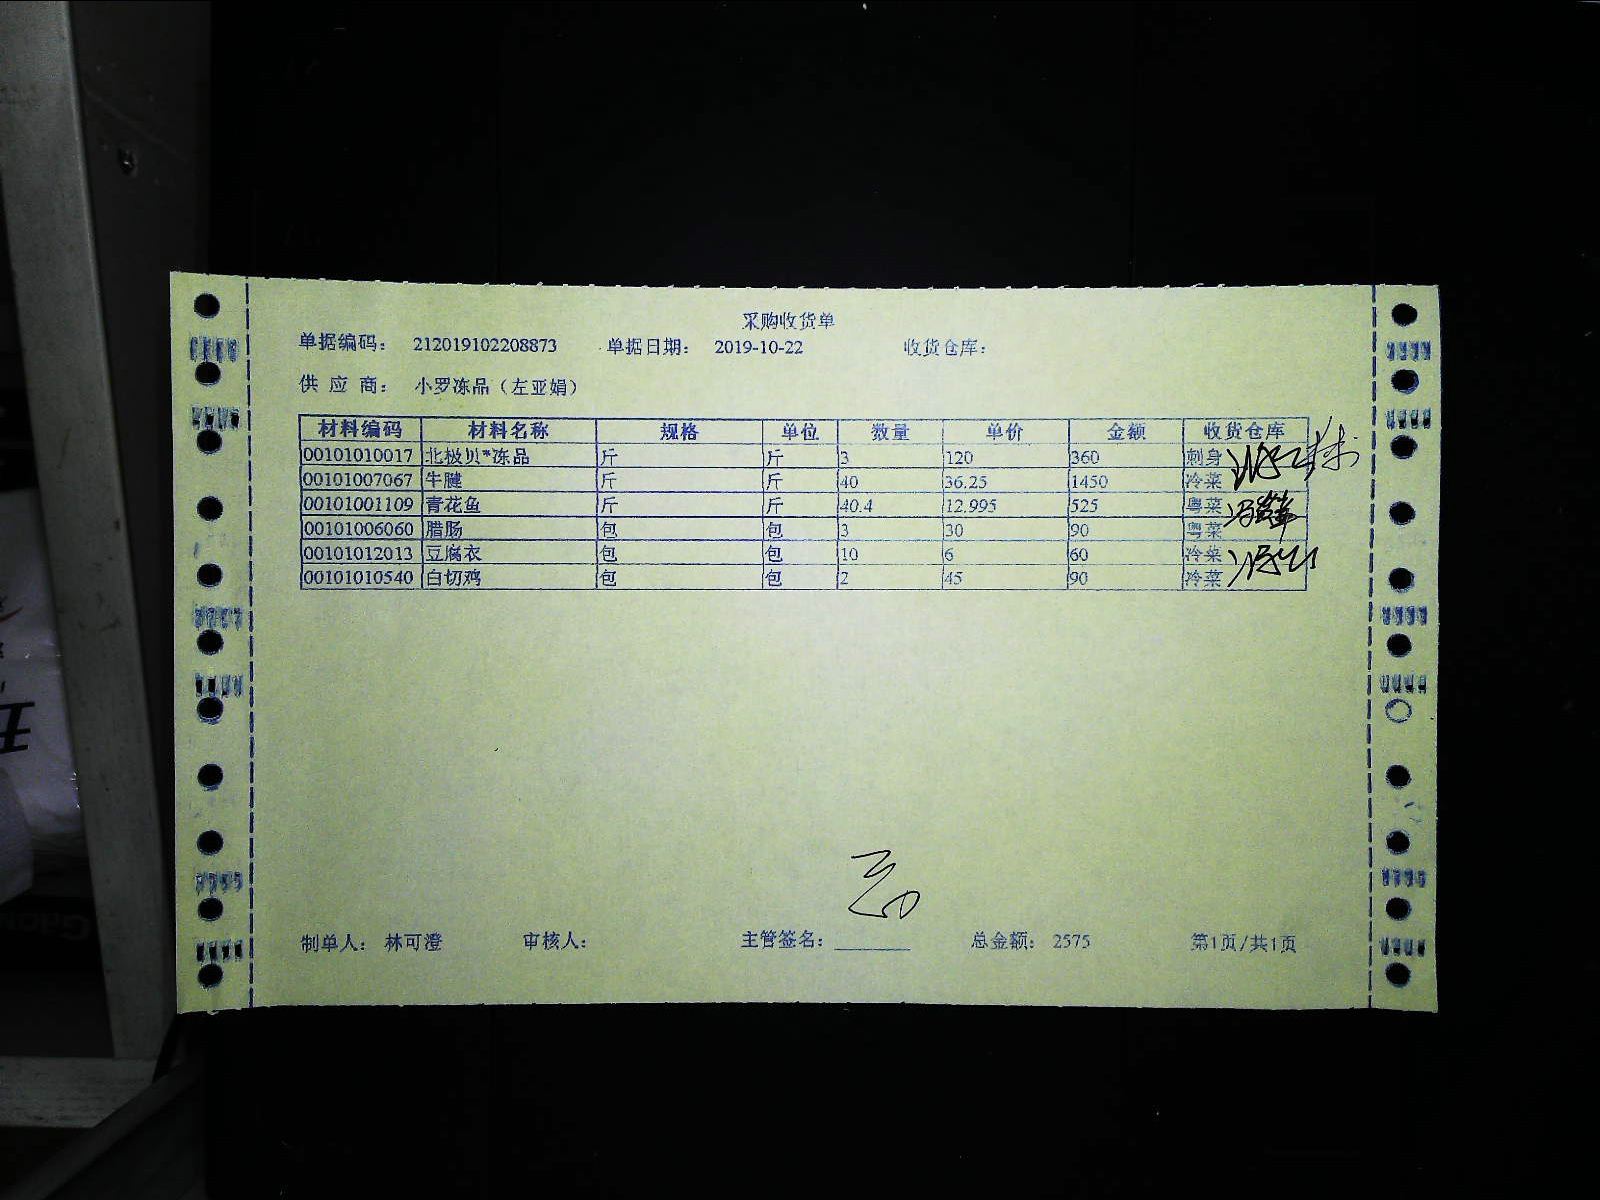 采购收货单
单据编码： 212019102208873 单据日期： 2019-10-22 收货仓库：
供 应 商： 小罗冻品（左亚娟）
材料编码 材料名称 规格 单位 数量 单价 金额 收货仓库
00101010017 北极贝*冻品 斤 斤 3 120 360 刺身
00101007067 牛腱 斤 斤 40 36.25 1450 冷菜
00101001109 青花鱼 斤 斤 40.4 12.995 525 粤菜
00101006060 腊肠 包 包 3 30 90 粤菜
00101012013 豆腐衣 包 包 10 6 60 冷菜
00101010540 白切鸡 包 包 2 45 90 冷菜
制单人： 林可澄 审核人： 主管签名： 总金额： 2575 第1页/共1页